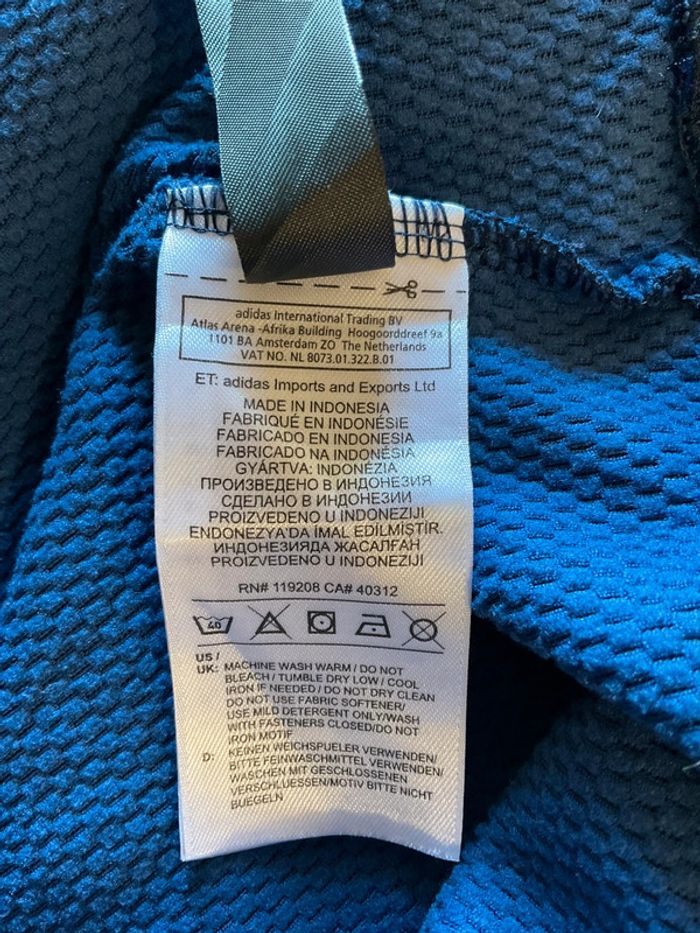 adidas International Trading BV
Atlas Arena -Afrika Building Hoogoorddreef 9a
1101 BA Amsterdam ZO The Netherlands
VAT NO. NL 8073.01.322.B.01
ET: adidas Imports and Exports Ltd
MADE IN INDONESIA
FABRIQUÉ EN INDONÉSIE
FABRICADO EN INDONESIA
FABRICADO NA INDONÉSIA
GYÁRTVA: INDONÉZIA
ПРОИЗВЕДЕНО В ИНДОНЕЗИЯ
СДЕЛАНО В ИНДОНЕЗИИ
PROIZVEDENO U INDONEZIJI
ENDONEZYA'DA İMAL EDİLMİŞTİR.
ИНДОНЕЗИЯДА ЖАСАЛҒАН
PROIZVEDENO U INDONEZIJI
RN# 119208 CA# 40312
40
US /
UK: MACHINE WASH WARM / DO NOT
BLEACH / TUMBLE DRY LOW / COOL
IRON IF NEEDED / DO NOT DRY CLEAN
DO NOT USE FABRIC SOFTENER/
USE MILD DETERGENT ONLY/WASH
WITH FASTENERS CLOSED/DO NOT
IRON MOTIF
D: KEINEN WEICHSPUELER VERWENDEN/
BITTE FEINWASCHMITTEL VERWENDEN/
WASCHEN MIT GESCHLOSSENEN
VERSCHLUESSEN/MOTIV BITTE NICHT
BUEGELN